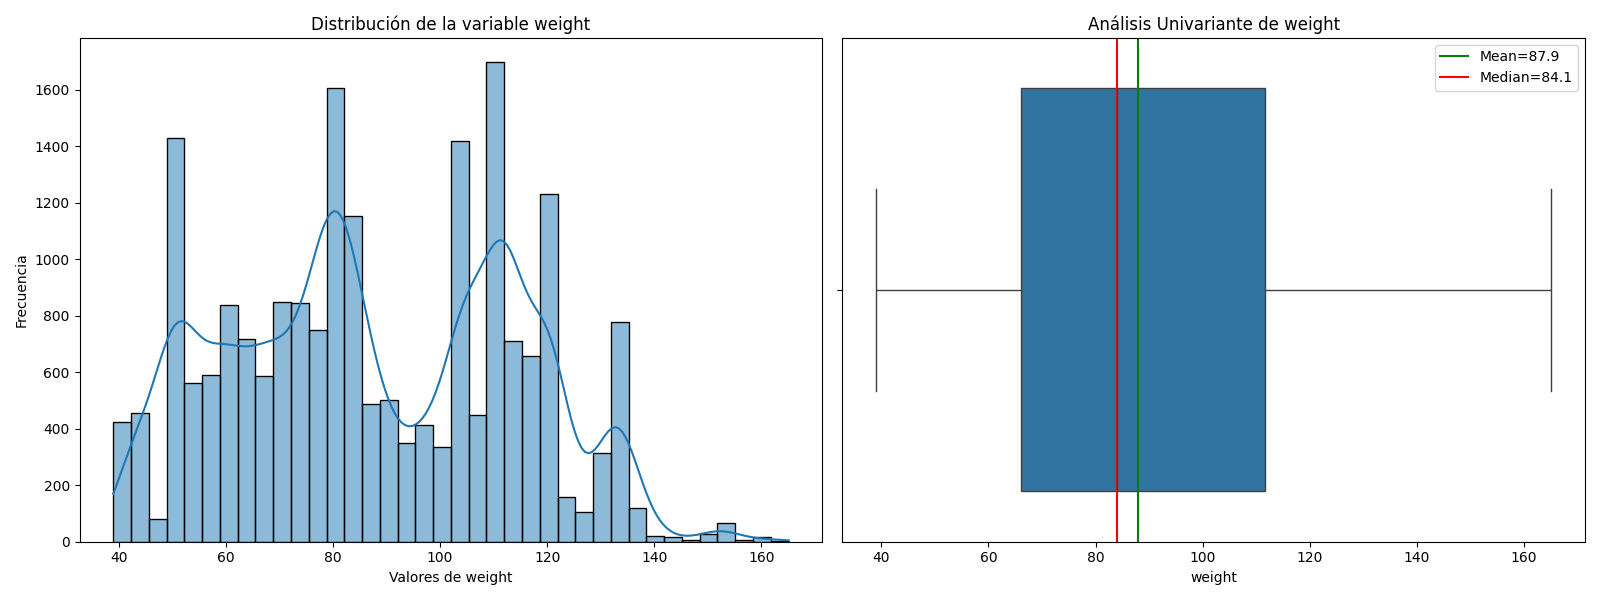 Distribución de la variable weight
Frecuencia
1600
1400
1200
1000
800
600
400
200
0
40 60 80 100 120 140 160
Valores de weight
Análisis Univariante de weight
Mean=87.9
Median=84.1
40 60 80 100 120 140 160
weight